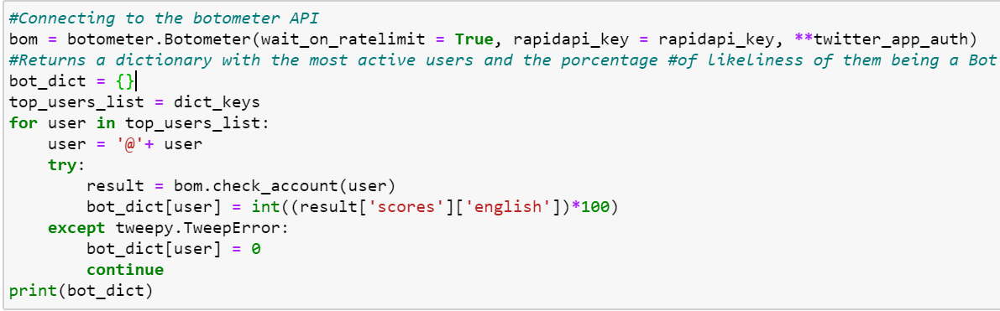 #Connecting to the botometer API
bom = botometer.Botometer(wait_on_ratelimit = True, rapidapi_key = rapidapi_key, **twitter_app_auth)
#Returns a dictionary with the most active users and the porcentage #of likeliness of them being a Bot
bot_dict = {}
top_users_list = dict_keys
for user in top_users_list:
    user = '@'+ user
    try:
        result = bom.check_account(user)
        bot_dict[user] = int((result['scores']['english'])*100)
    except tweepy.TweepError:
        bot_dict[user] = 0
        continue
print(bot_dict)